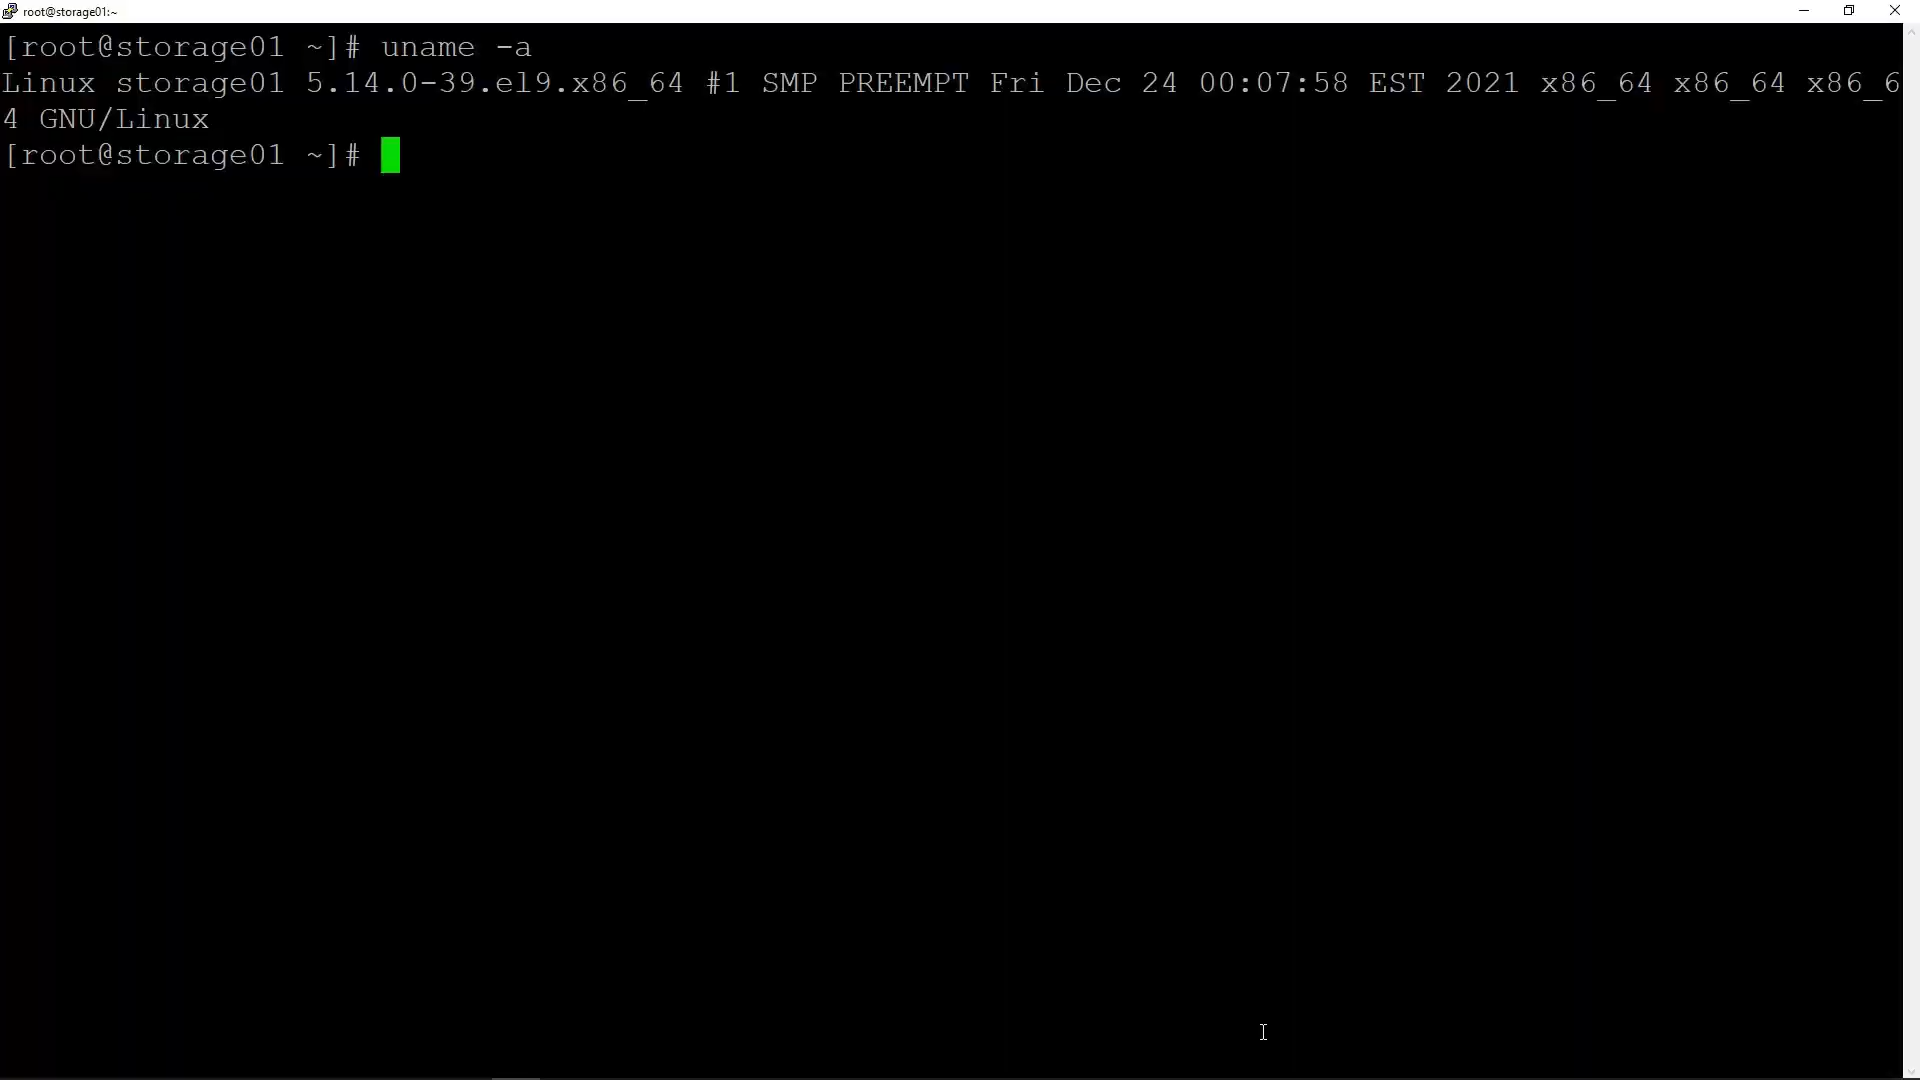 root@storage01:~
[root@storage01 ~]# uname -a
Linux storage01 5.14.0-39.el9.x86_64 #1 SMP PREEMPT Fri Dec 24 00:07:58 EST 2021 x86_64 x86_64 x86_6
4 GNU/Linux
[root@storage01 ~]#